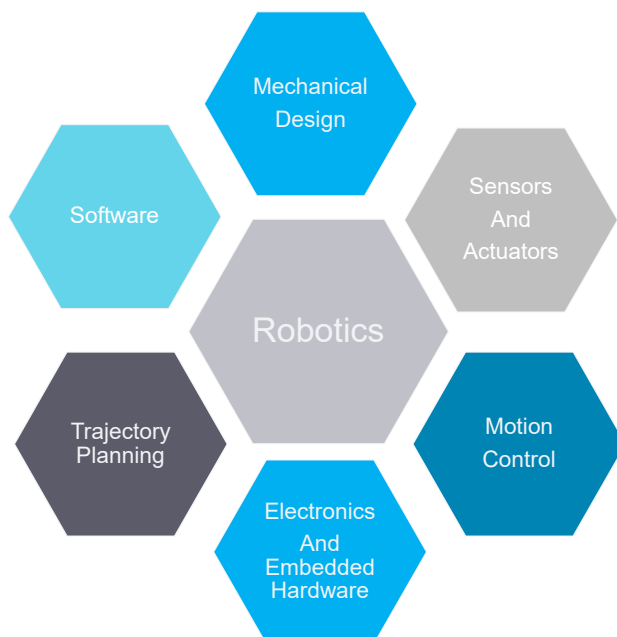 Mechanical
Design
Sensors
And
Actuators
Software
Robotics
Motion
Control
Trajectory
Planning
Electronics
And
Embedded
Hardware